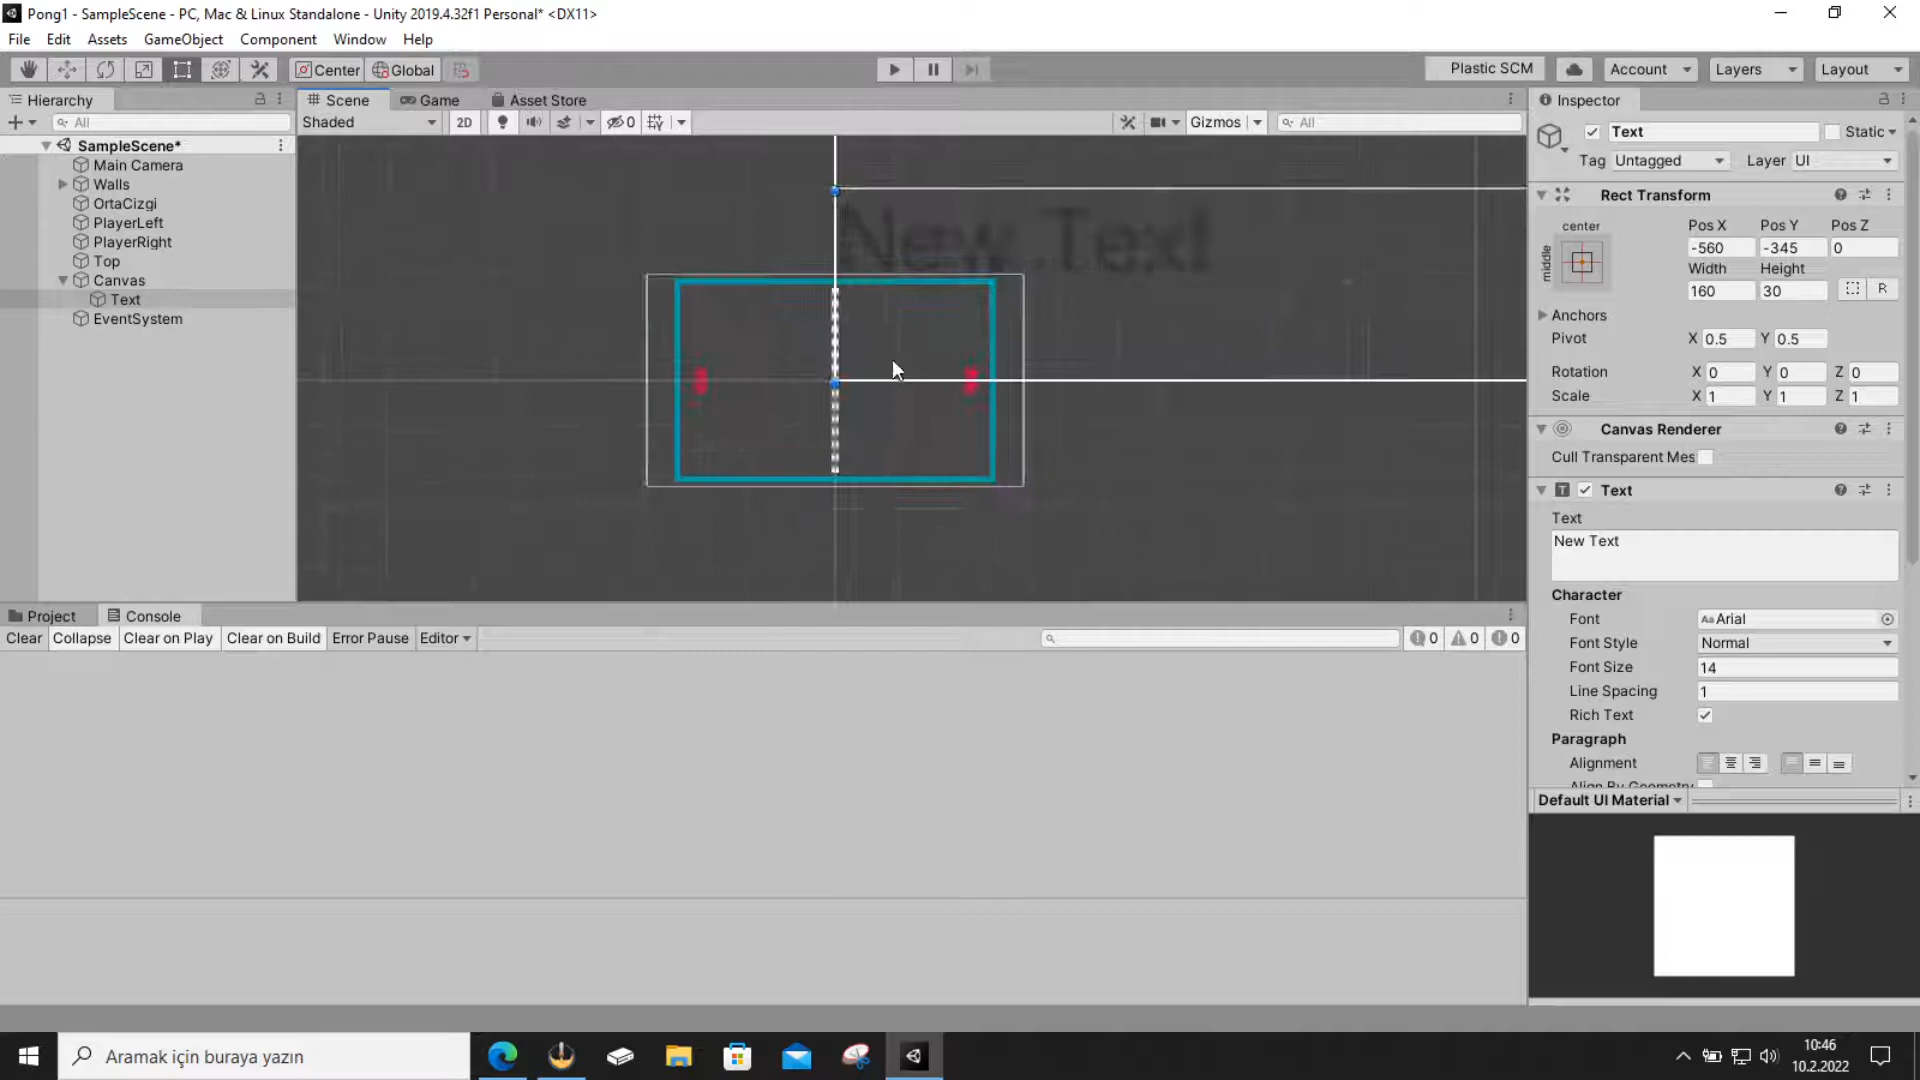 Pong1 - SampleScene - PC, Mac & Linux Standalone - Unity 2019.4.32f1 Personal* <DX11>
File Edit Assets GameObject Component Window Help
Center Global Plastic SCM Account Layers Layout
Hierarchy Scene Game Asset Store Inspector
All Shaded 2D 0 Gizmos All
Text Static
SampleScene*
Main Camera
Walls
OrtaCizgi
PlayerLeft
PlayerRight
Top
Canvas
Text
EventSystem
New Text
Tag Untagged Layer UI
Rect Transform
center
middle
Pos X Pos Y Pos Z
-560 -345 0
Width Height
160 30 R
Anchors
Pivot X 0.5 Y 0.5
Rotation X 0 Y 0 Z 0
Scale X 1 Y 1 Z 1
Canvas Renderer
Cull Transparent Mes
Text
Text
New Text
Character
Font Arial
Font Style Normal
Font Size 14
Line Spacing 1
Rich Text
Paragraph
Alignment
Align By Geometry
Default UI Material
Project Console
Clear Collapse Clear on Play Clear on Build Error Pause Editor 0 0 0
Aramak için buraya yazın
10:46
10.2.2022